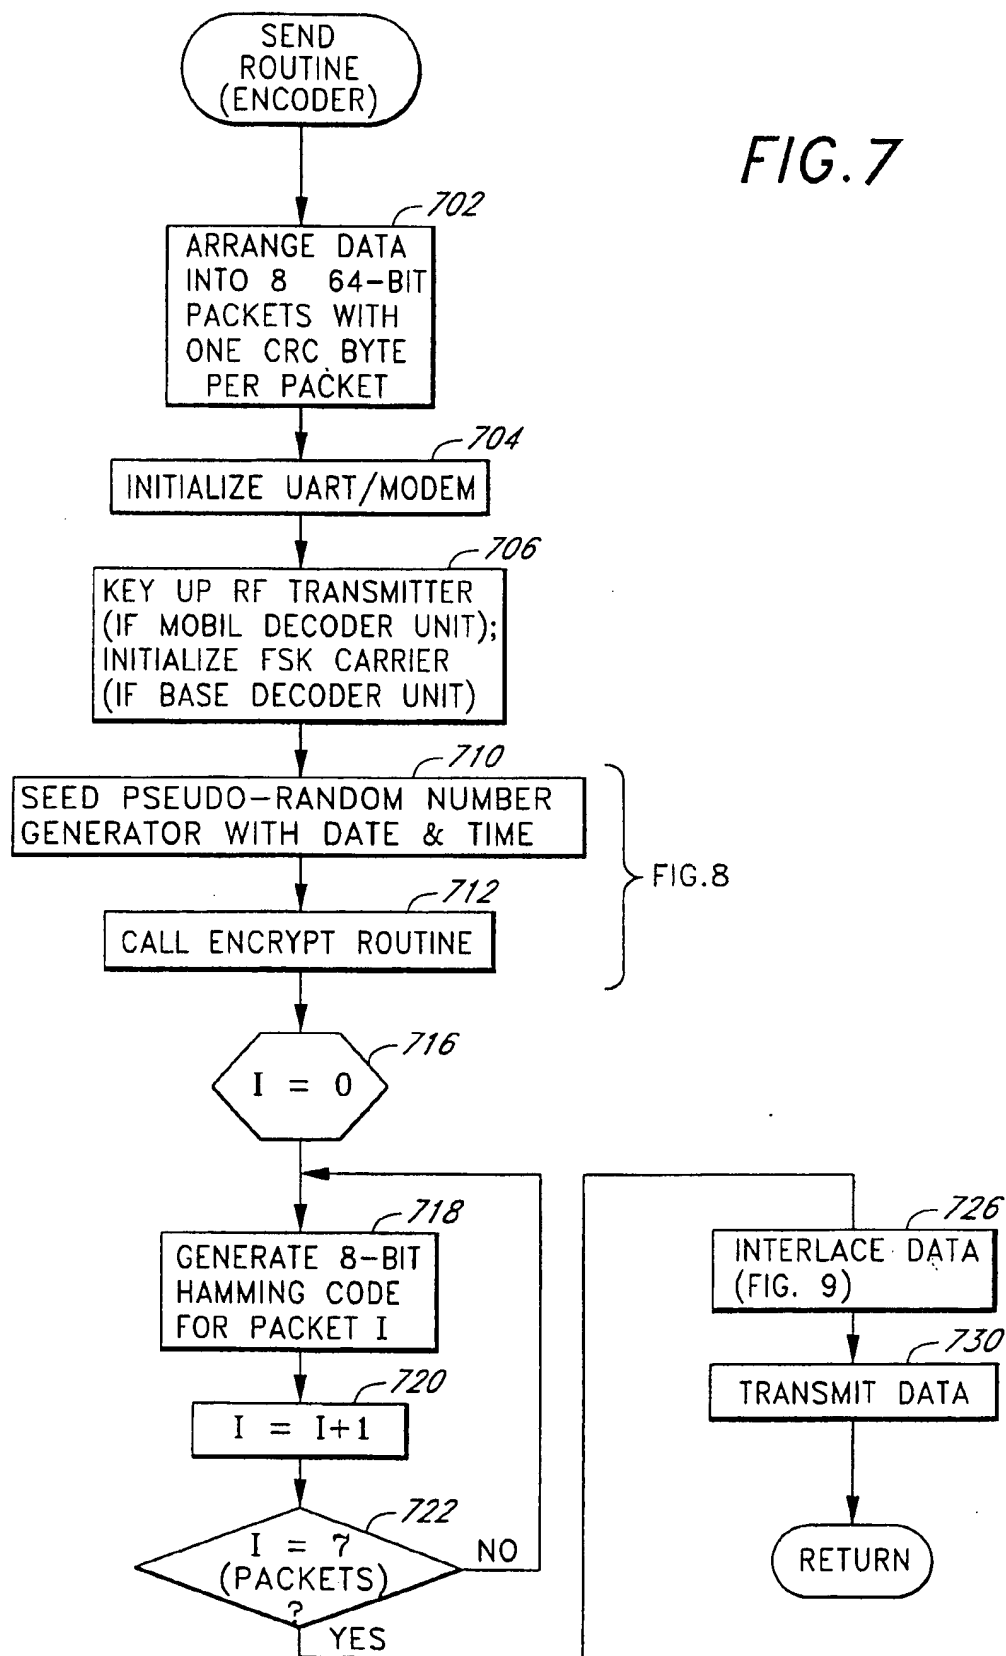 SEND
ROUTINE
(ENCODER)
FIG.7
702
ARRANGE DATA
INTO 8 64-BIT
PACKETS WITH
ONE CRC BYTE
PER PACKET
704
INITIALIZE UART/MODEM
706
KEY UP RF TRANSMITTER
(IF MOBIL DECODER UNIT);
INITIALIZE FSK CARRIER
(IF BASE DECODER UNIT)
710
SEED PSEUDO-RANDOM NUMBER
GENERATOR WITH DATE & TIME
FIG.8
712
CALL ENCRYPT ROUTINE
716
I = 0
718
GENERATE 8-BIT
HAMMING CODE
FOR PACKET I
720
I = I+1
722
I = 7
(PACKETS)
?
NO
YES
726
INTERLACE DATA
(FIG. 9)
730
TRANSMIT DATA
RETURN